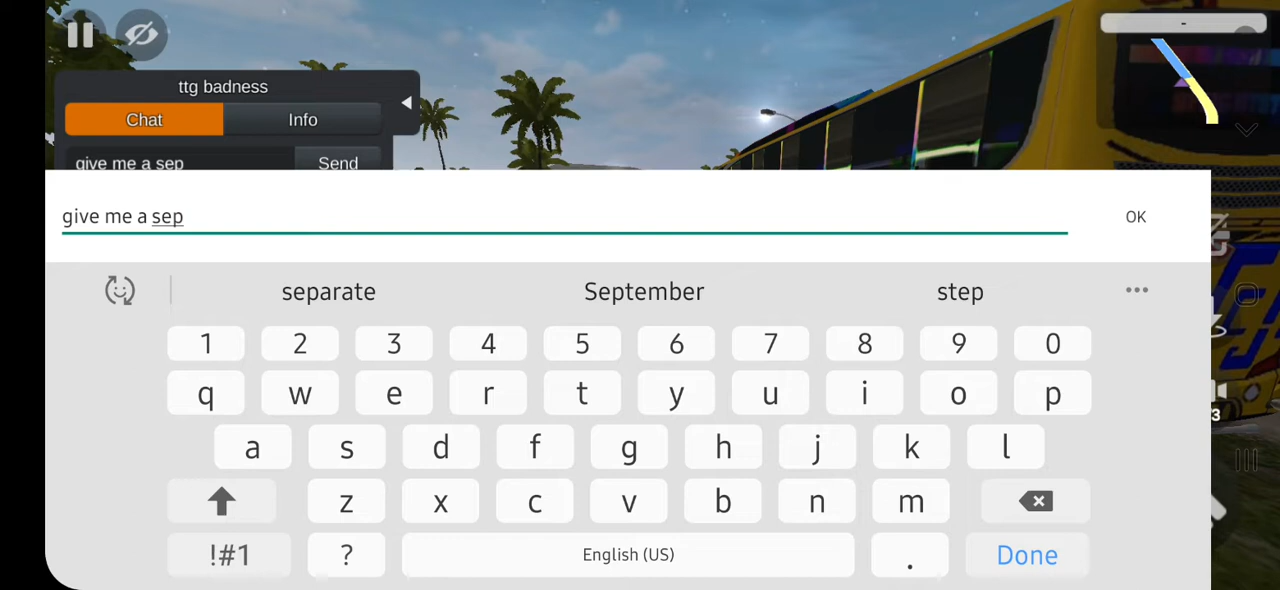 -
ttg badness
Chat Info
give me a sep Send
give me a sep OK
separate September step
1 2 3 4 5 6 7 8 9 0
q w e r t y u i o p
a s d f g h j k l
z x c v b n m
!#1 ? English (US) . Done
3